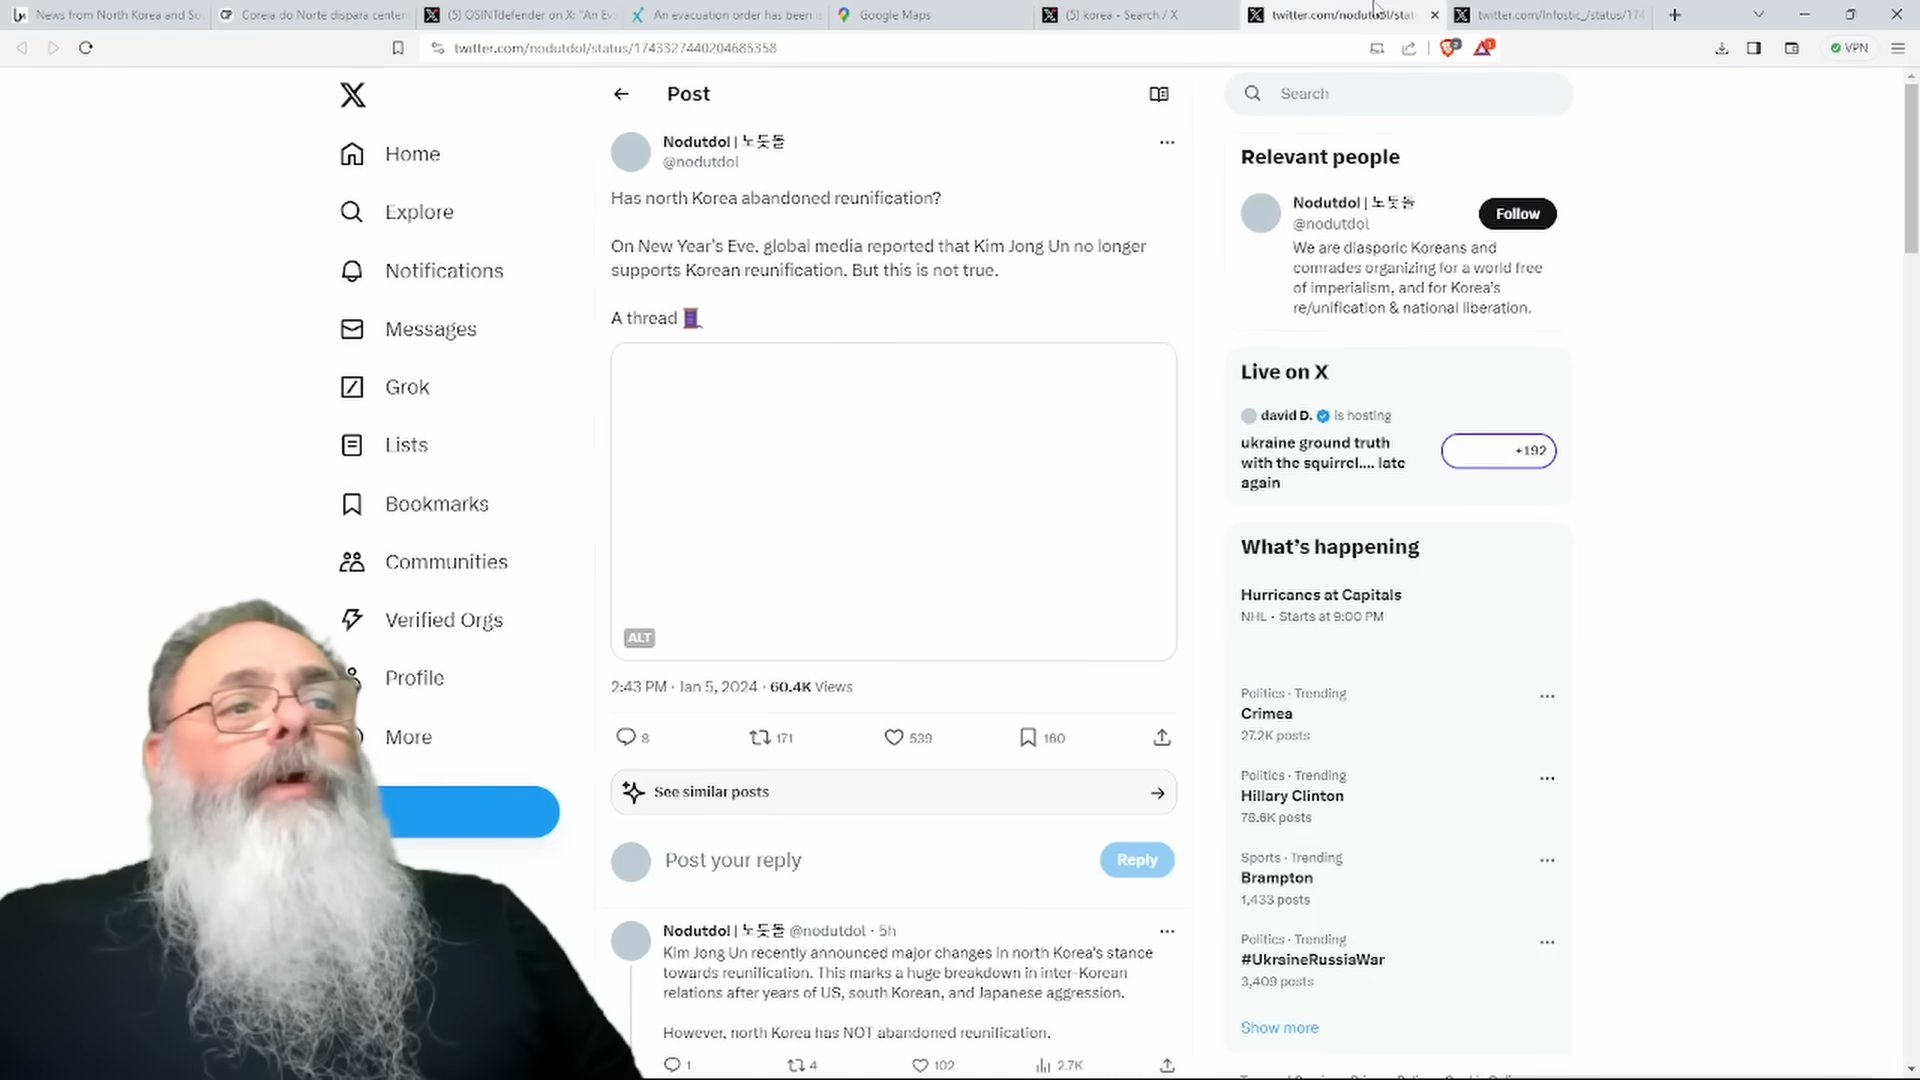 News from North Korea and So
Coreia do Norte dispara centen
(5) OSINTdefender on X: "An Ev
An evacuation order has been is
Google Maps
(5) korea - Search / X
twitter.com/nodutdol/stat
twitter.com/Infostic_/status/174
twitter.com/nodutdol/status/1743327440204685358
VPN
Home
Explore
Notifications
Messages
Grok
Lists
Bookmarks
Communities
Verified Orgs
Profile
More
Post
Nodutdol | 노둣돌
@nodutdol
Has north Korea abandoned reunification?
On New Year's Eve, global media reported that Kim Jong Un no longer
supports Korean reunification. But this is not true.
A thread
ALT
2:43 PM · Jan 5, 2024 · 60.4K Views
8
171
539
160
See similar posts
Post your reply
Reply
Nodutdol | 노둣돌 @nodutdol · 5h
Kim Jong Un recently announced major changes in north Korea's stance
towards reunification. This marks a huge breakdown in inter-Korean
relations after years of US, south Korean, and Japanese aggression.
However, north Korea has NOT abandoned reunification.
1
4
102
2.7K
Search
Relevant people
Nodutdol | 노둣돌
@nodutdol
Follow
We are diasporic Koreans and
comrades organizing for a world free
of imperialism, and for Korea's
re/unification & national liberation.
Live on X
david D. is hosting
ukraine ground truth
with the squirrel.... late
again
+192
What's happening
Hurricanes at Capitals
NHL · Starts at 9:00 PM
Politics · Trending
Crimea
27.2K posts
Politics · Trending
Hillary Clinton
78.6K posts
Sports · Trending
Brampton
1,433 posts
Politics · Trending
#UkraineRussiaWar
3,409 posts
Show more